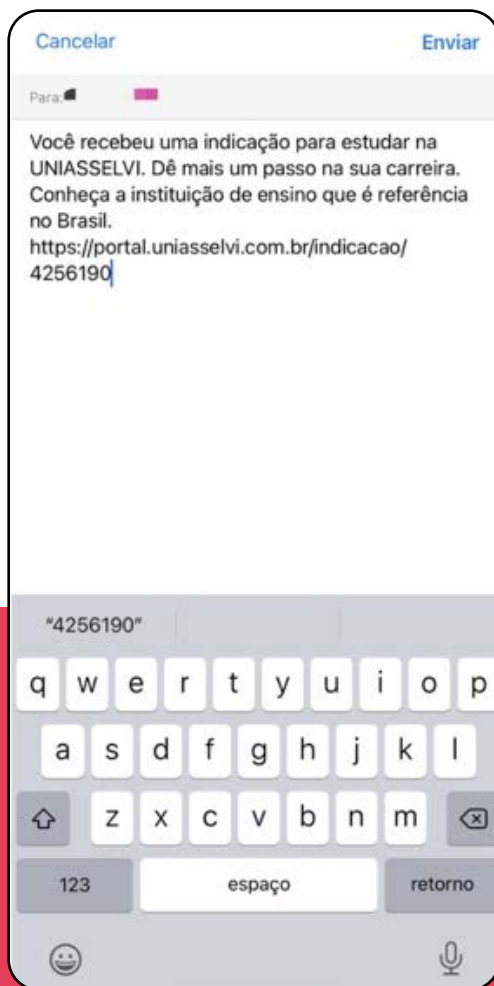 Cancelar Enviar
Para:
Você recebeu uma indicação para estudar na
UNIASSELVI. Dê mais um passo na sua carreira.
Conheça a instituição de ensino que é referência
no Brasil.
https://portal.uniasselvi.com.br/indicacao/
4256190
“4256190”
q w e r t y u i o p
a s d f g h j k l
z x c v b n m
123 espaço retorno